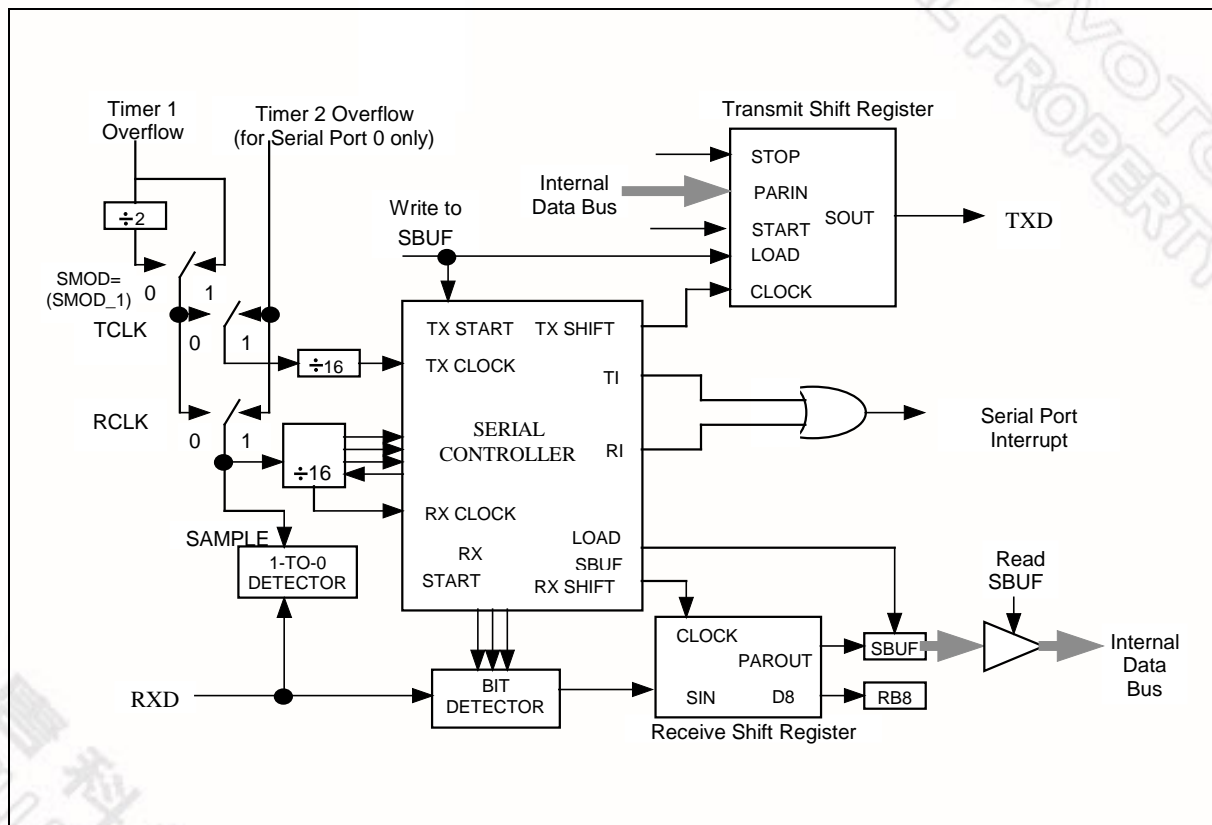 Timer 1
Overflow
Timer 2 Overflow
(for Serial Port 0 only)
Transmit Shift Register
÷2
SMOD=
(SMOD_1)
0
1
TCLK
0
1
÷16
RCLK
0
1
÷16
SAMPLE
1-TO-0
DETECTOR
RXD
Write to
SBUF
Internal
Data Bus
STOP
PARIN
START
LOAD
CLOCK
SOUT
TXD
TX START
TX SHIFT
TX CLOCK
TI
SERIAL
CONTROLLER
RI
RX CLOCK
LOAD
SBUF
RX
START
RX SHIFT
Serial Port
Interrupt
BIT
DETECTOR
CLOCK
PAROUT
SIN
D8
Receive Shift Register
SBUF
RB8
Read
SBUF
Internal
Data
Bus
PROPERTY
科